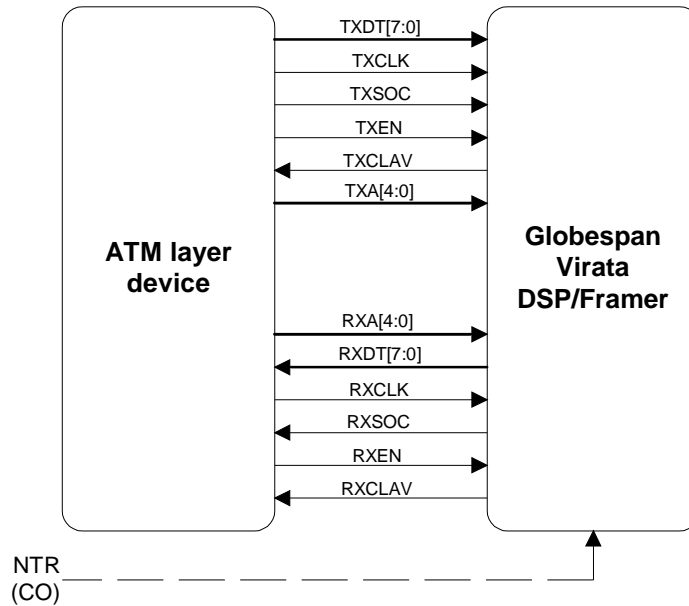 TXDT[7:0]
TXCLK
TXSOC
TXEN
TXCLAV
TXA[4:0]
ATM layer
device
Globespan
Virata
DSP/Framer
RXA[4:0]
RXDT[7:0]
RXCLK
RXSOC
RXEN
RXCLAV
NTR
(CO)